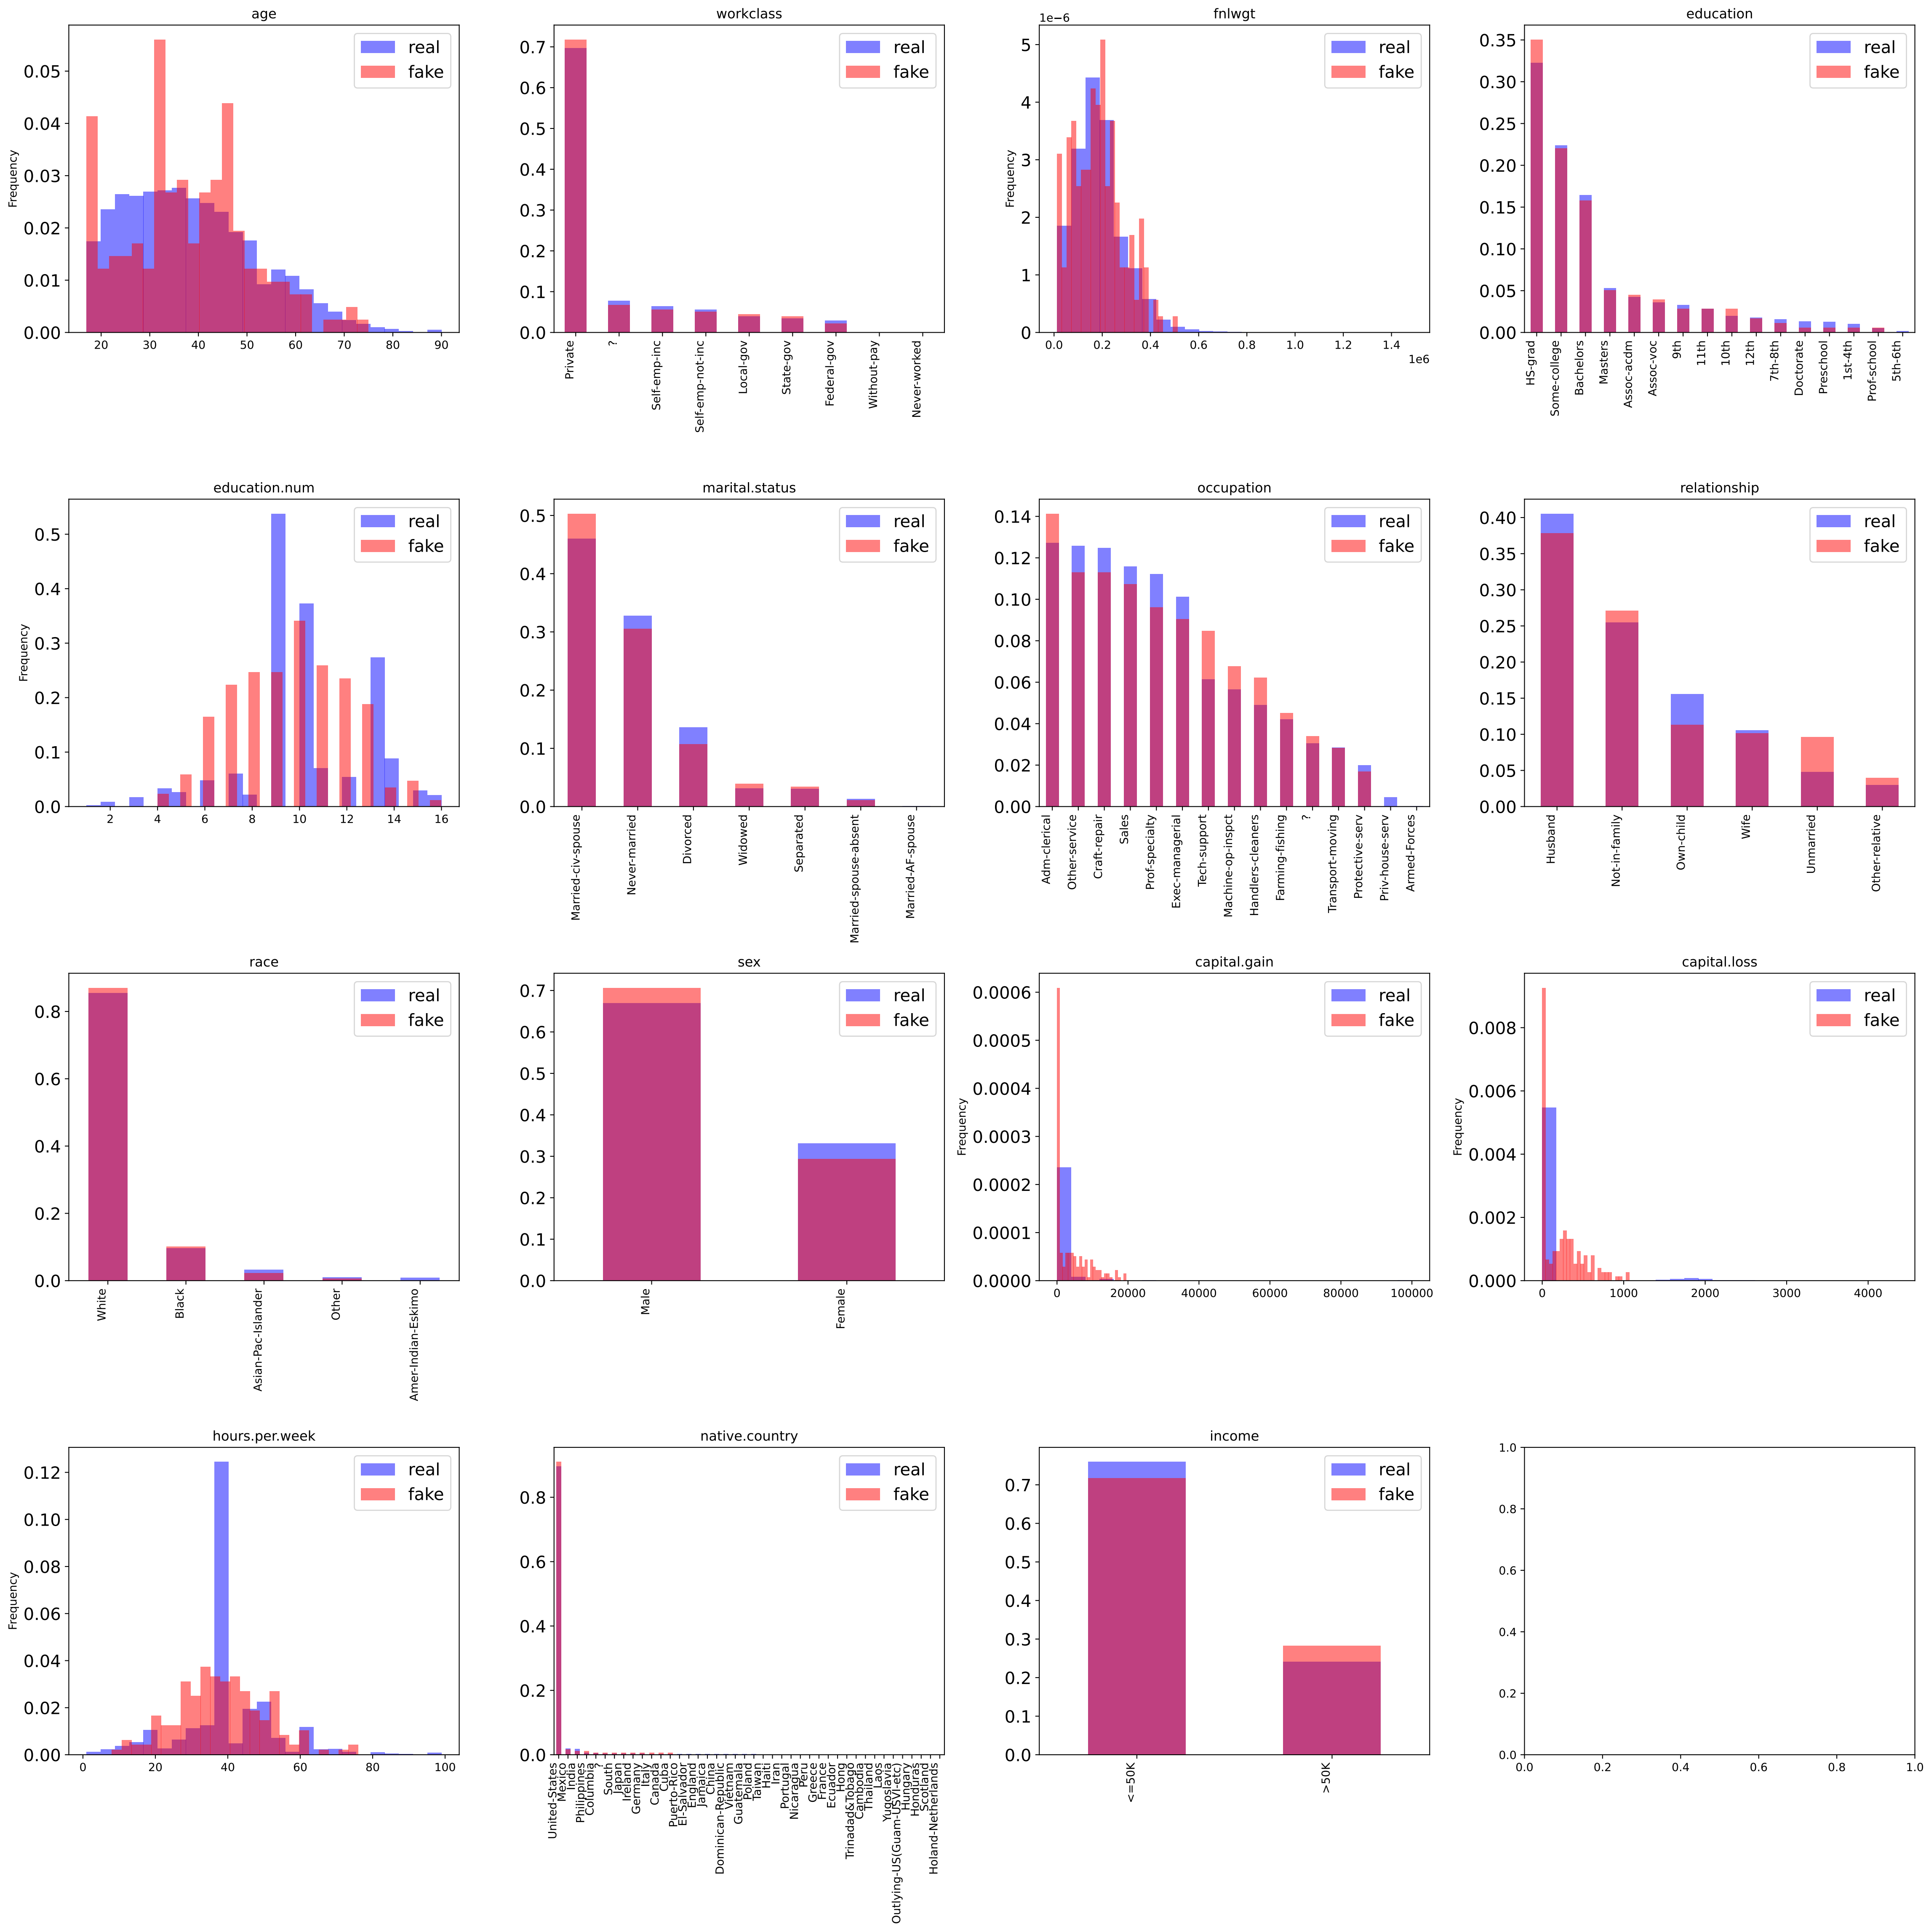 age
0.05
0.04
0.03
0.02
0.01
0.00
Frequency
20 30 40 50 60 70 80 90
real
fake
workclass
0.7
0.6
0.5
0.4
0.3
0.2
0.1
0.0
Private
?
Self-emp-inc
Self-emp-not-inc
Local-gov
State-gov
Federal-gov
Without-pay
Never-worked
real
fake
fnlwgt
1e−6
5
4
3
2
1
0
Frequency
0.0 0.2 0.4 0.6 0.8 1.0 1.2 1.4
1e6
real
fake
education
0.35
0.30
0.25
0.20
0.15
0.10
0.05
0.00
HS-grad
Some-college
Bachelors
Masters
Assoc-acdm
Assoc-voc
9th
11th
10th
12th
7th-8th
Doctorate
Preschool
1st-4th
Prof-school
5th-6th
real
fake
education.num
0.5
0.4
0.3
0.2
0.1
0.0
Frequency
2 4 6 8 10 12 14 16
real
fake
marital.status
0.5
0.4
0.3
0.2
0.1
0.0
Married-civ-spouse
Never-married
Divorced
Widowed
Separated
Married-spouse-absent
Married-AF-spouse
real
fake
occupation
0.14
0.12
0.10
0.08
0.06
0.04
0.02
0.00
Adm-clerical
Other-service
Craft-repair
Sales
Prof-specialty
Exec-managerial
Tech-support
Machine-op-inspct
Handlers-cleaners
Farming-fishing
?
Transport-moving
Protective-serv
Priv-house-serv
Armed-Forces
real
fake
relationship
0.40
0.35
0.30
0.25
0.20
0.15
0.10
0.05
0.00
Husband
Not-in-family
Own-child
Wife
Unmarried
Other-relative
real
fake
race
0.8
0.6
0.4
0.2
0.0
White
Black
Asian-Pac-Islander
Other
Amer-Indian-Eskimo
real
fake
sex
0.7
0.6
0.5
0.4
0.3
0.2
0.1
0.0
Male
Female
real
fake
capital.gain
0.0006
0.0005
0.0004
0.0003
0.0002
0.0001
0.0000
Frequency
0 20000 40000 60000 80000 100000
real
fake
capital.loss
0.008
0.006
0.004
0.002
0.000
Frequency
0 1000 2000 3000 4000
real
fake
hours.per.week
0.12
0.10
0.08
0.06
0.04
0.02
0.00
Frequency
0 20 40 60 80 100
real
fake
native.country
0.8
0.6
0.4
0.2
0.0
United-States
Mexico
India
Philippines
Columbia
?
South
Japan
Ireland
Germany
Italy
Canada
Cuba
Puerto-Rico
El-Salvador
England
Jamaica
China
Dominican-Republic
Vietnam
Guatemala
Poland
Taiwan
Haiti
Iran
Portugal
Nicaragua
Peru
Greece
France
Ecuador
Hong
Trinadad&Tobago
Cambodia
Thailand
Laos
Yugoslavia
Outlying-US(Guam-USVI-etc)
Hungary
Honduras
Scotland
Holand-Netherlands
real
fake
income
0.7
0.6
0.5
0.4
0.3
0.2
0.1
0.0
<=50K
>50K
real
fake
1.0
0.8
0.6
0.4
0.2
0.0
0.0 0.2 0.4 0.6 0.8 1.0